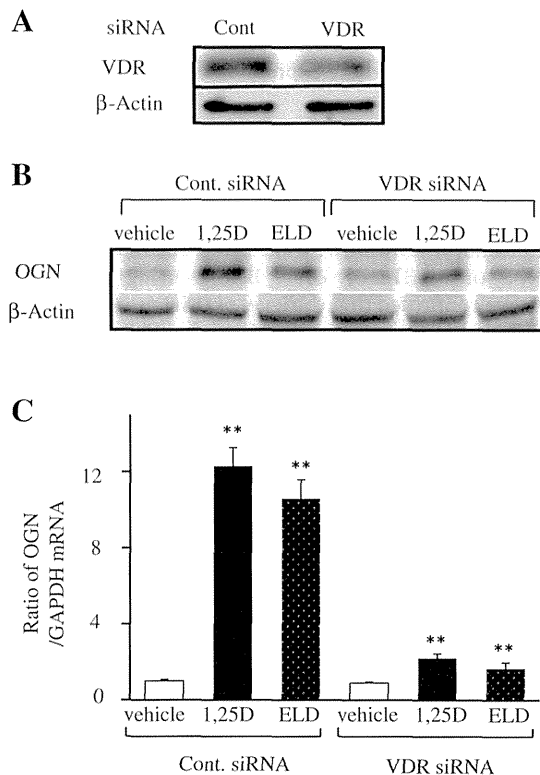 A
siRNA Cont VDR
VDR
β-Actin
B
Cont. siRNA VDR siRNA
vehicle 1,25D ELD vehicle 1,25D ELD
OGN
β-Actin
C
Ratio of OGN
/GAPDH mRNA
12
8
4
0
** ** ** **
vehicle 1,25D ELD vehicle 1,25D ELD
Cont. siRNA VDR siRNA